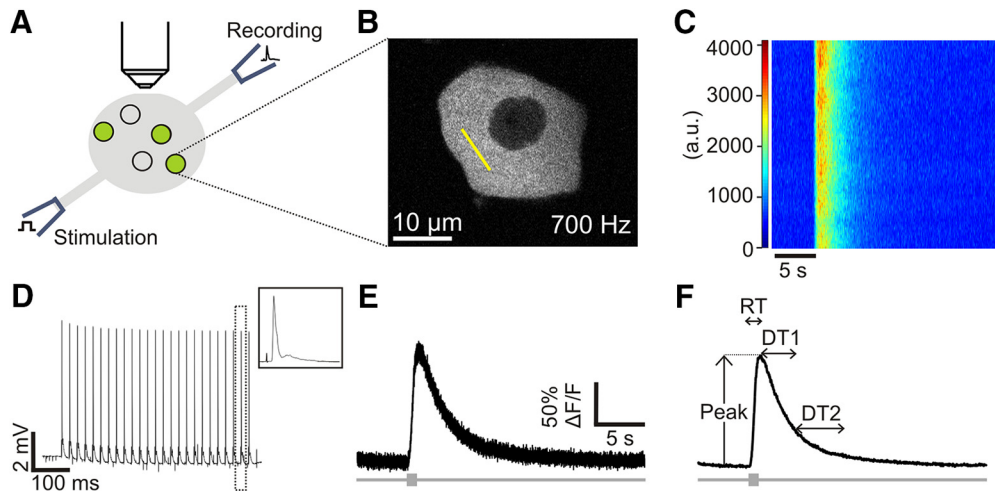 A
Recording
Stimulation
B
10 µm
700 Hz
C
(a.u.)
4000
3000
2000
1000
0
5 s
D
2 mV
100 ms
E
50%
ΔF/F
5 s
F
RT
DT1
Peak
DT2